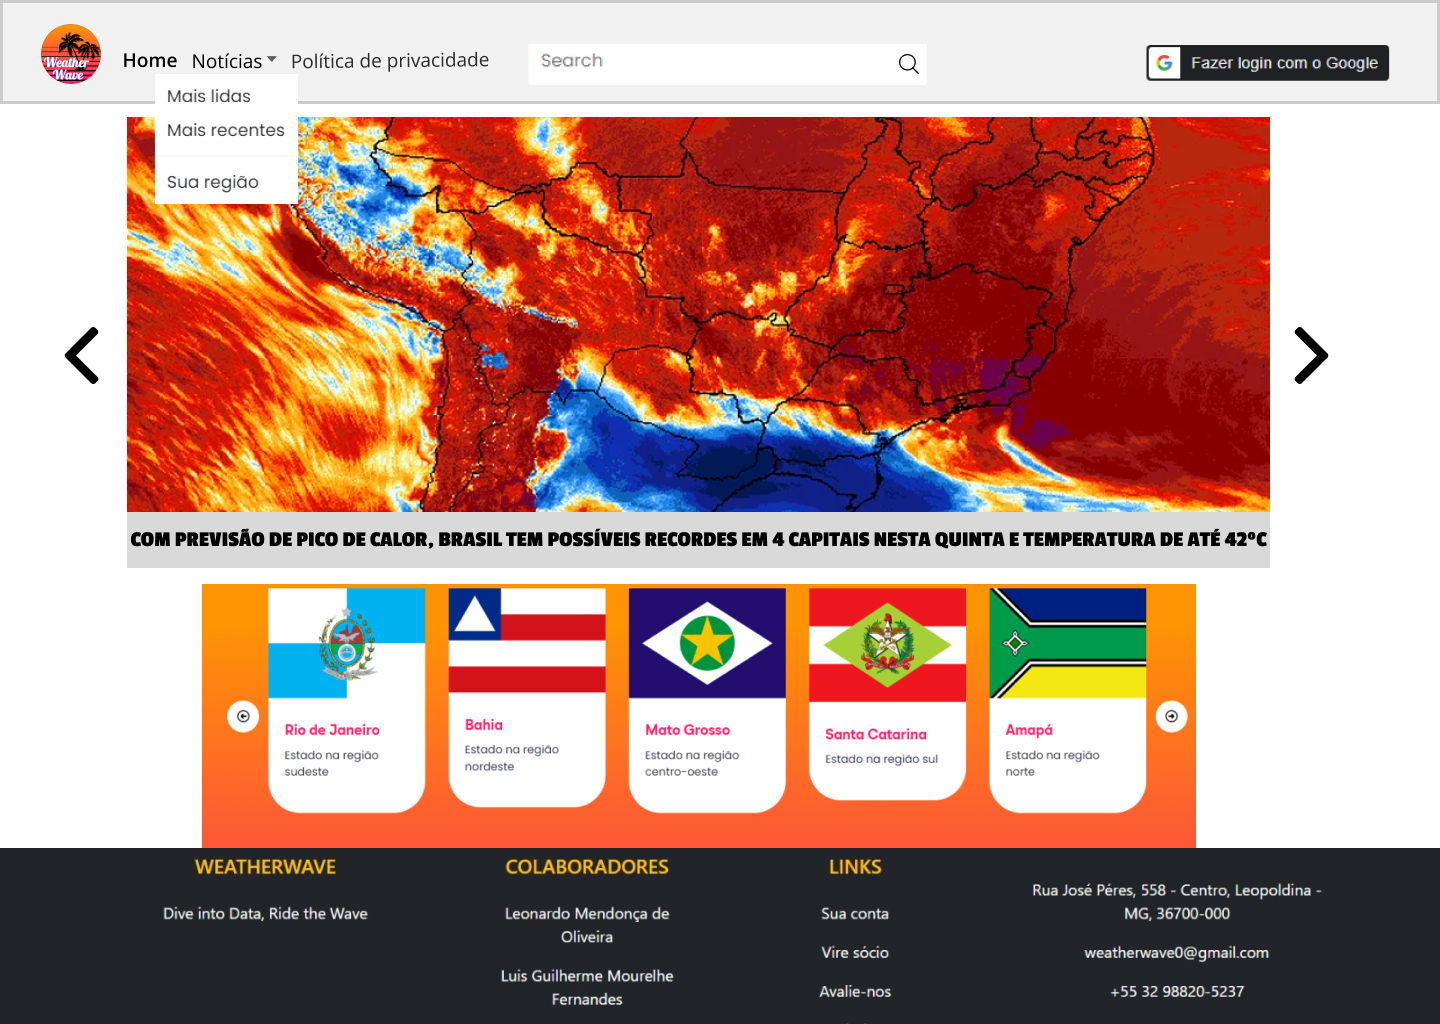 Weather
Wave
Home
Notícias
Política de privacidade
Search
Fazer login com o Google
Mais lidas
Mais recentes
Sua região
COM PREVISÃO DE PICO DE CALOR, BRASIL TEM POSSÍVEIS RECORDES EM 4 CAPITAIS NESTA QUINTA E TEMPERATURA DE ATÉ 42ºC
Rio de Janeiro
Estado na região
sudeste
Bahia
Estado na região
nordeste
Mato Grosso
Estado na região
centro-oeste
Santa Catarina
Estado na região sul
Amapá
Estado na região
norte
WEATHERWAVE
Dive into Data, Ride the Wave
COLABORADORES
Leonardo Mendonça de
Oliveira
Luis Guilherme Mourelhe
Fernandes
LINKS
Sua conta
Vire sócio
Avalie-nos
Rua José Péres, 558 - Centro, Leopoldina -
MG, 36700-000
weatherwave0@gmail.com
+55 32 98820-5237